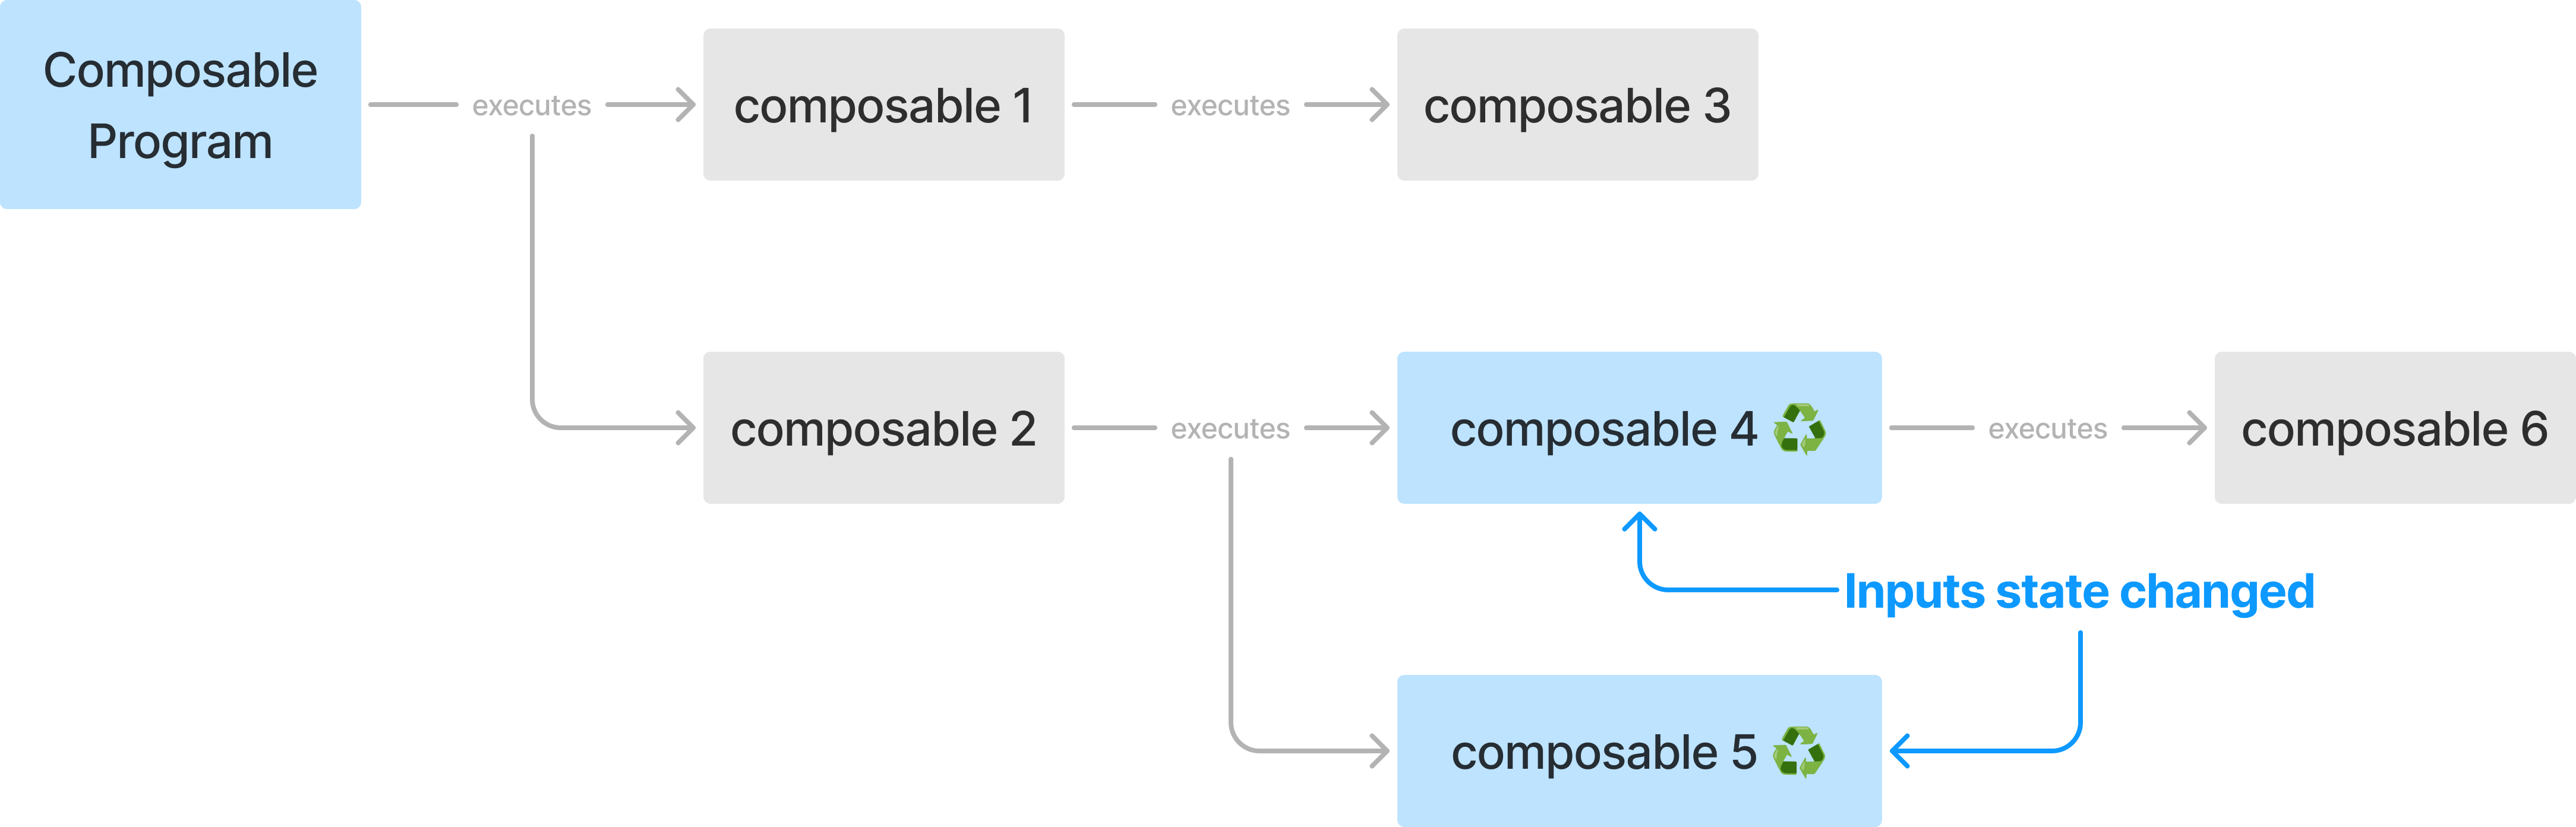 Composable
Program
executes
composable 1
executes
composable 3
composable 2
executes
composable 4 ♻️
executes
composable 6
Inputs state changed
composable 5 ♻️